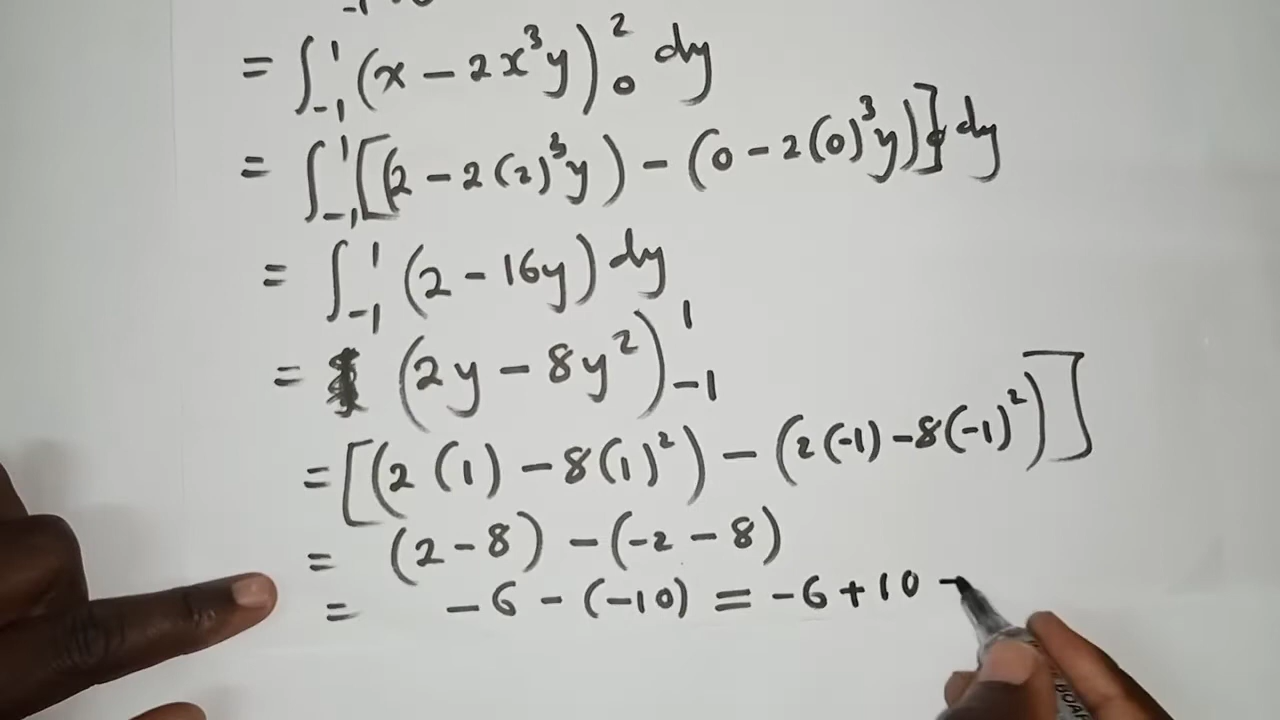 = ∫₋₁¹ (x − 2x³y)₀² dy
= ∫₋₁¹ [(2 − 2(2)³y) − (0 − 2(0)³y)] dy
= ∫₋₁¹ (2 − 16y) dy
= (2y − 8y²)₋₁¹
= [(2(1) − 8(1)²) − (2(-1) − 8(-1)²)]
= (2 − 8) − (-2 − 8)
= −6 − (−10) = −6 + 10